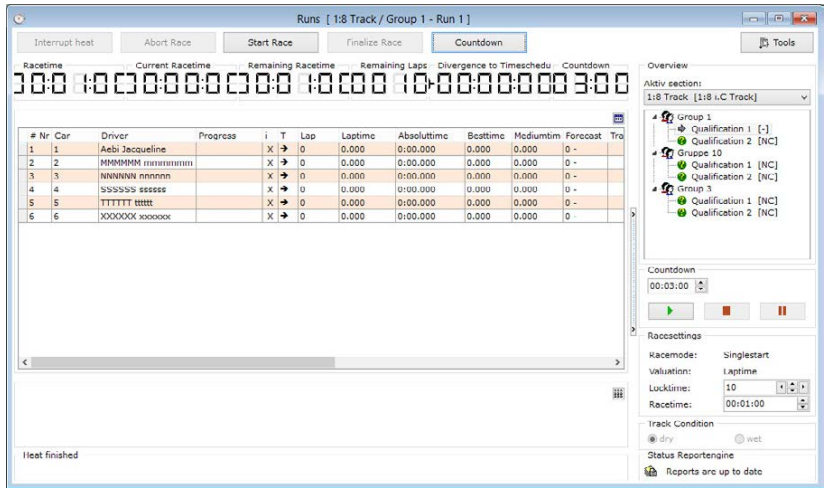 Runs [ 1:8 Track / Group 1 - Run 1 ]
Interrupt heat Abort Race Start Race Finalize Race Countdown Tools
Racetime Current Racetime Remaining Racetime Remaining Laps Divergence to Timeschedu Countdown
Overview
Aktiv section:
1:8 Track [1:8 i.C Track]
Group 1
Qualification 1 [-]
Qualification 2 [NC]
Gruppe 10
Qualification 1 [NC]
Qualification 2 [NC]
Group 3
Qualification 1 [NC]
Qualification 2 [NC]
# Nr Car Driver Progress i T Lap Laptime Absoluttime Besttime Mediumtim Forecast Tra
1 1 Aebi Jacqueline X 0 0.000 0:00.000 0.000 0.000 0 -
2 2 MMMMMM mmmmmm X 0 0.000 0:00.000 0.000 0.000 0 -
3 3 NNNNNN nnnnnn X 0 0.000 0:00.000 0.000 0.000 0 -
4 4 SSSSSS ssssss X 0 0.000 0:00.000 0.000 0.000 0 -
5 5 TTTTTT tttttt X 0 0.000 0:00.000 0.000 0.000 0 -
6 6 XXXXXX xxxxxx X 0 0.000 0:00.000 0.000 0.000 0 -
Countdown
00:03:00
Racesettings
Racemode: Singlestart
Valuation: Laptime
Locktime: 10
Racetime: 00:01:00
Track Condition
dry wet
Heat finished
Status Reportengine
Reports are up to date